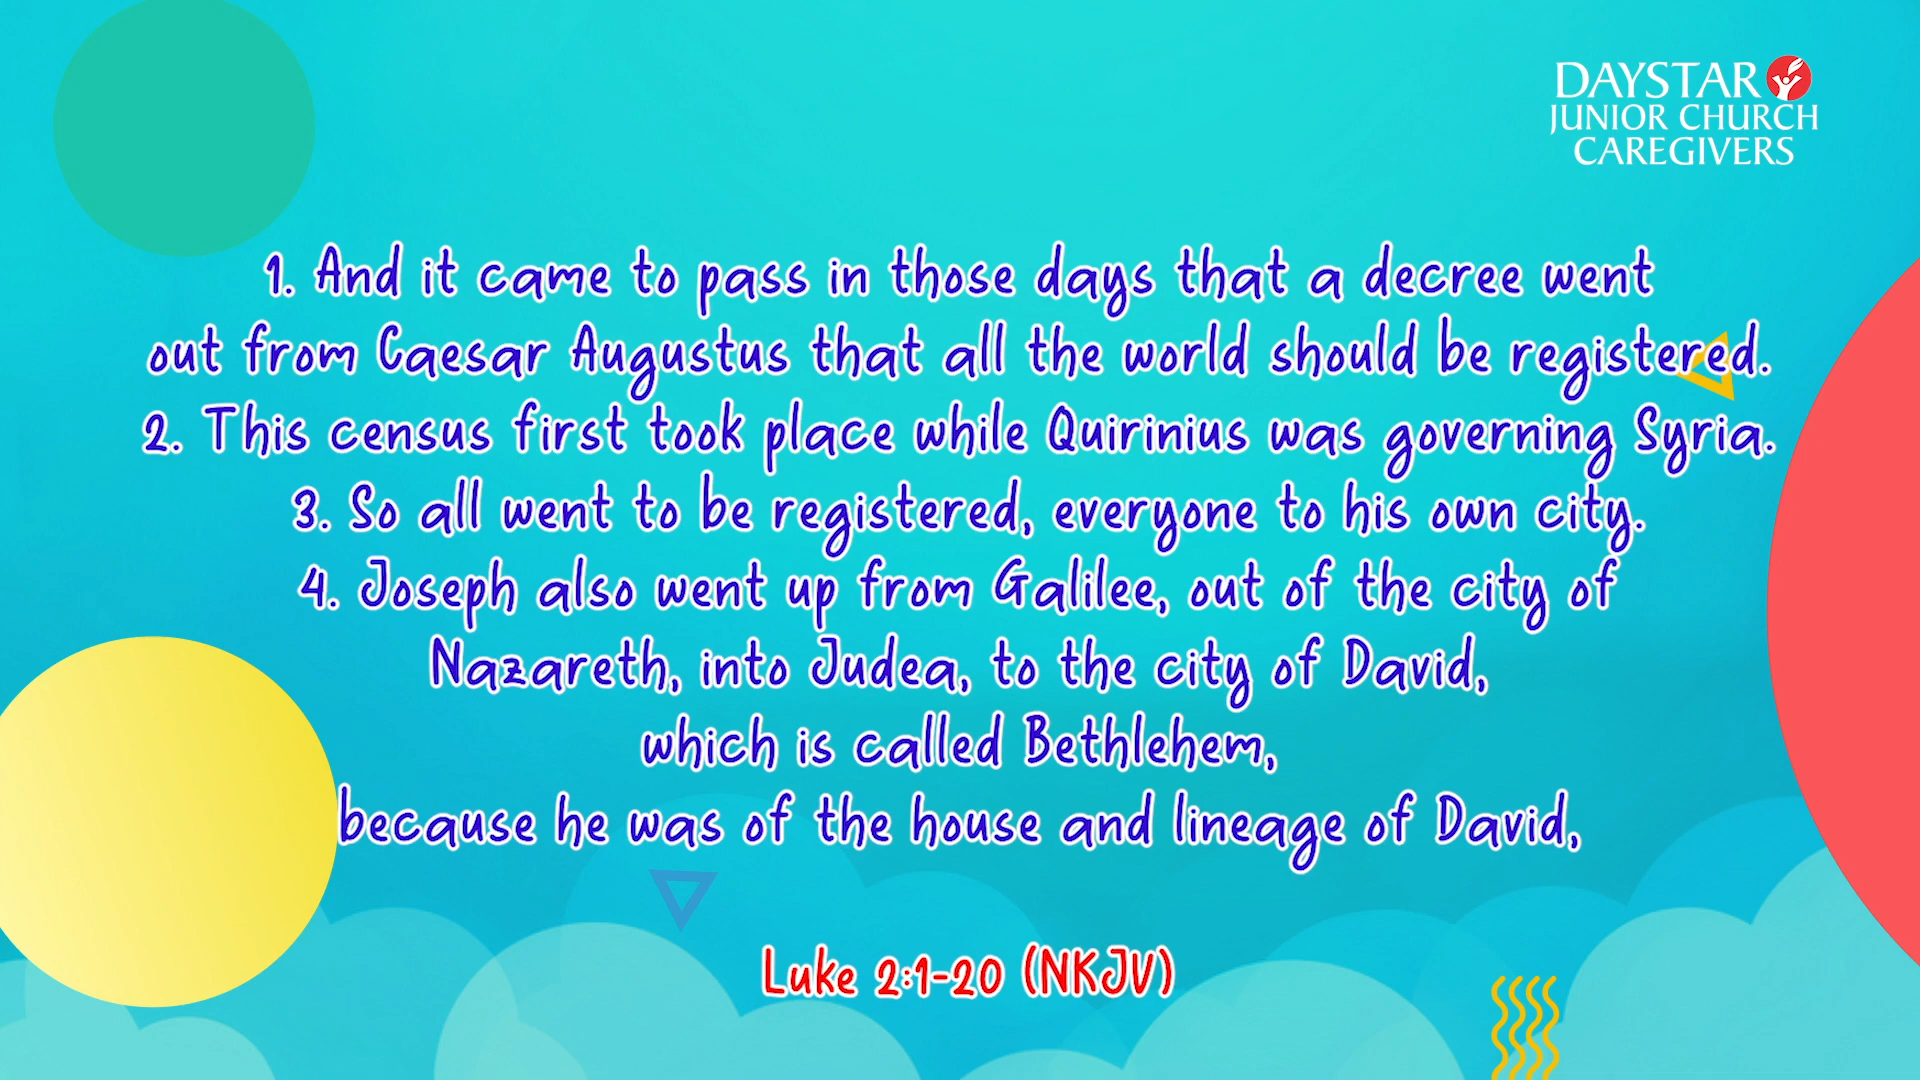 DAYSTAR
JUNIOR CHURCH
CAREGIVERS
1. And it came to pass in those days that a decree went
out from Caesar Augustus that all the world should be registered.
2. This census first took place while Quirinius was governing Syria.
3. So all went to be registered, everyone to his own city.
4. Joseph also went up from Galilee, out of the city of
Nazareth, into Judea, to the city of David,
which is called Bethlehem,
because he was of the house and lineage of David,
Luke 2:1-20 (NKJV)